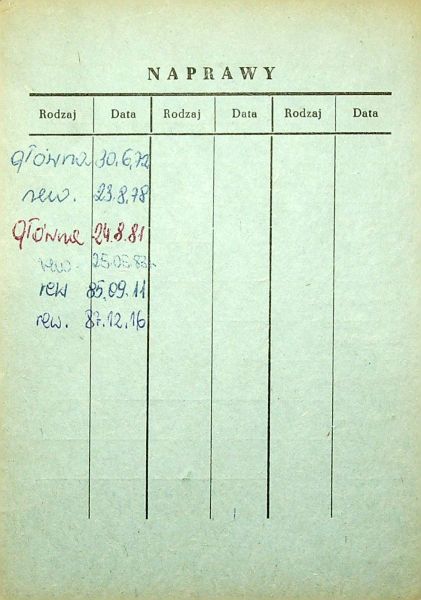 NAPRAWY
Rodzaj Data Rodzaj Data Rodzaj Data
główna 30.6.72
rew. 23.8.78
główna 24.8.81
rew. 25.05.83r.
rew 85.09.11
rew. 87.12.16